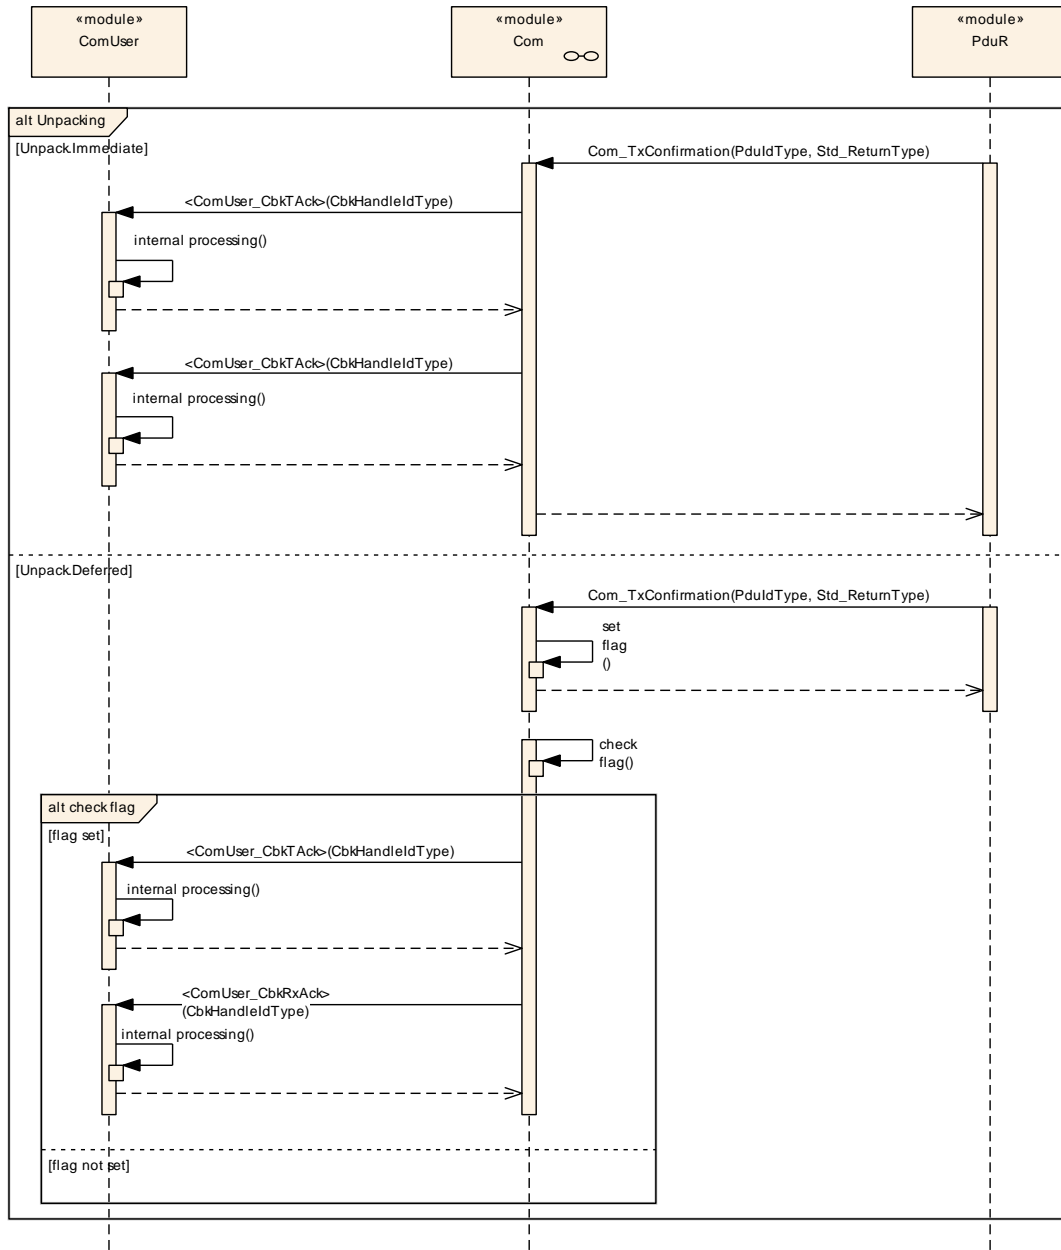 «module»
ComUser
«module»
Com
«module»
PduR
alt Unpacking
[Unpack.Immediate]
Com_TxConfirmation(PduIdType, Std_ReturnType)
<ComUser_CbkTAck>(CbkHandleIdType)
internal processing()
<ComUser_CbkTAck>(CbkHandleIdType)
internal processing()
[Unpack.Deferred]
Com_TxConfirmation(PduIdType, Std_ReturnType)
set
flag
()
check
flag()
alt check flag
[flag set]
<ComUser_CbkTAck>(CbkHandleIdType)
internal processing()
<ComUser_CbkRxAck>
(CbkHandleIdType)
internal processing()
[flag not set]